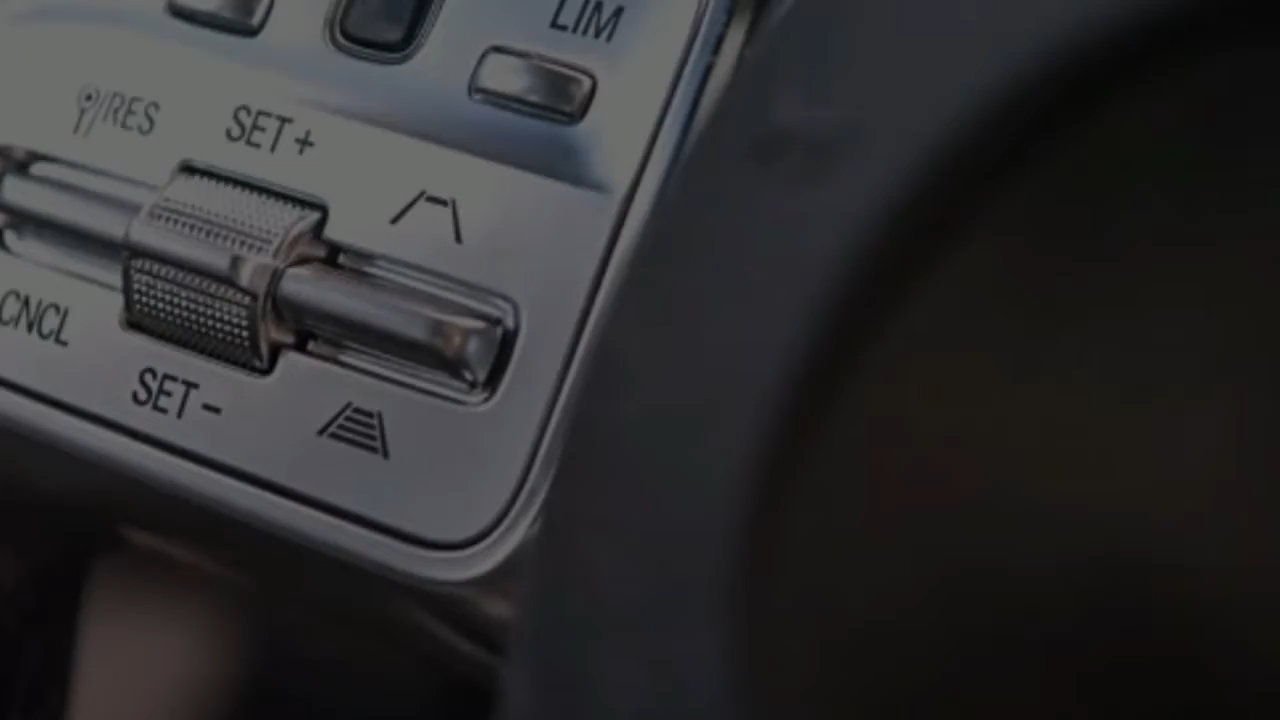 LIM
/RES
SET+
CNCL
SET-